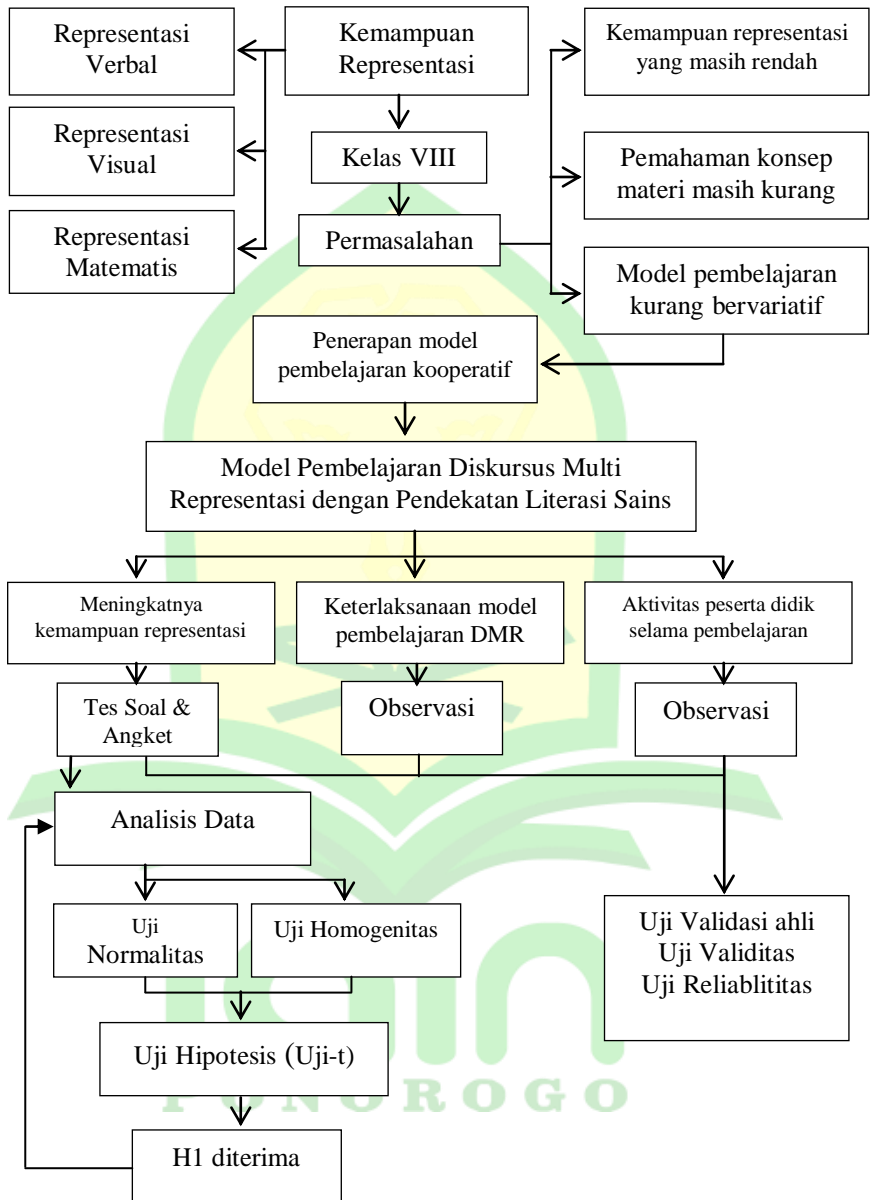 Representasi
Verbal
Kemampuan
Representasi
Kemampuan representasi
yang masih rendah
Representasi
Visual
Kelas VIII
Pemahaman konsep
materi masih kurang
Representasi
Matematis
Permasalahan
Model pembelajaran
kurang bervariatif
Penerapan model
pembelajaran kooperatif
Model Pembelajaran Diskursus Multi
Representasi dengan Pendekatan Literasi Sains
Meningkatnya
kemampuan representasi
Keterlaksanaan model
pembelajaran DMR
Aktivitas peserta didik
selama pembelajaran
Tes Soal &
Angket
Observasi
Observasi
Analisis Data
Uji
Normalitas
Uji Homogenitas
Uji Validasi ahli
Uji Validitas
Uji Reliablititas
Uji Hipotesis (Uji-t)
H1 diterima
iain
PONOROGO